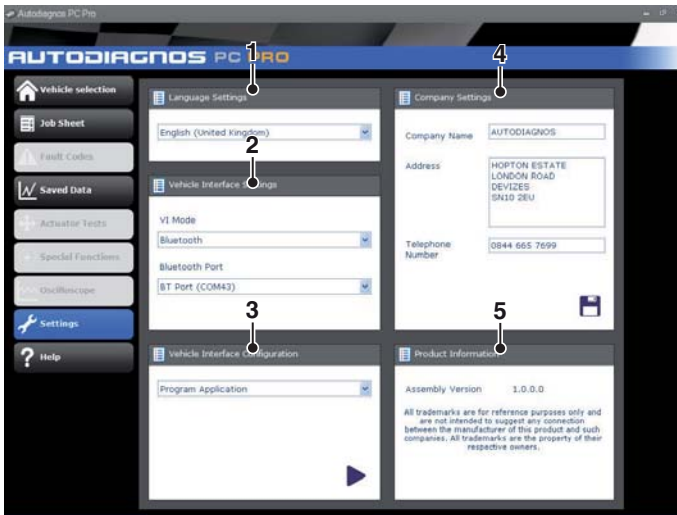 Autodiagnos PC Pro
AUTODIAGNOS PC PRO
1
4
Vehicle selection
Language Settings
Company Settings
Job Sheet
English (United Kingdom)
Company Name
AUTODIAGNOS
Fault Codes
2
Address
HOPTON ESTATE
LONDON ROAD
DEVIZES
SN10 2EU
Saved Data
Vehicle Interface Settings
Actuator Tests
VI Mode
Bluetooth
Telephone
Number
0844 665 7699
Special Functions
Bluetooth Port
BT Port (COM43)
Oscilloscope
3
5
Settings
Vehicle Interface Configuration
Product Information
? Help
Program Application
Assembly Version 1.0.0.0
All trademarks are for reference purposes only and
are not intended to suggest any connection
between the manufacturer of this product and such
companies. All trademarks are the property of their
respective owners.